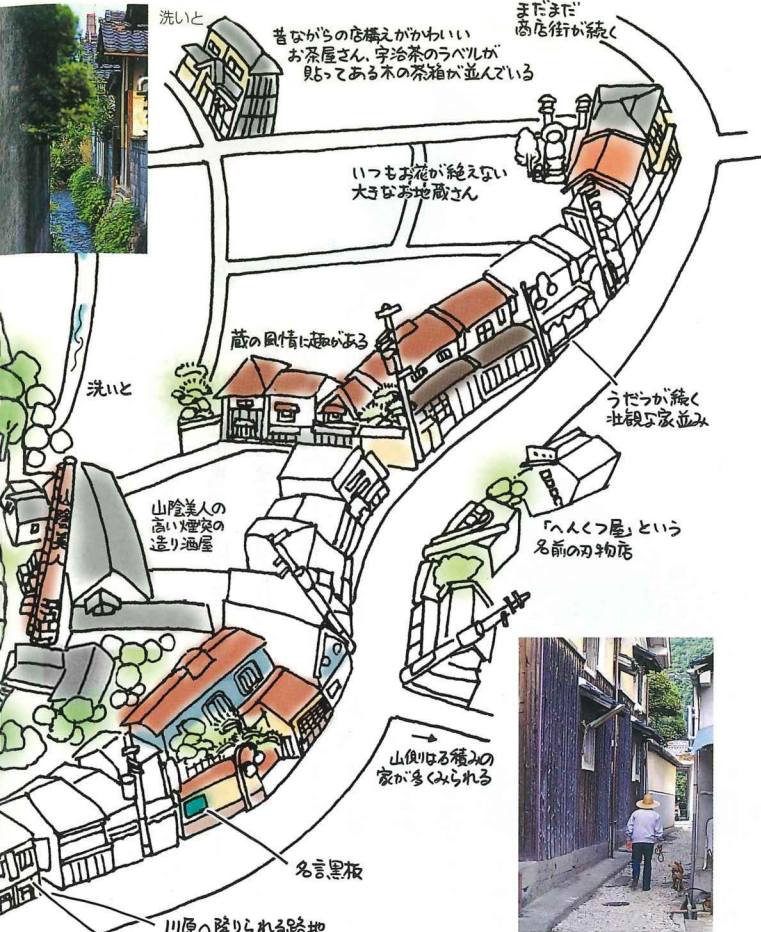 洗いと
昔ながらの店構えがかわいい
お茶屋さん、宇治茶のラベルが
貼ってある木の茶箱が並んでいる
まだまだ
商店街が続く
いつもお花が絶えない
大きなお地蔵さん
蔵の風情に趣がある
洗いと
うだつが続く
壮観な家並み
山陰美人
山陰美人の
高い煙突の
造り酒屋
「へんくつ屋」という
名前の刃物店
山側は石積みの
家が多くみられる
名言黒板
川原へ降りられる路地